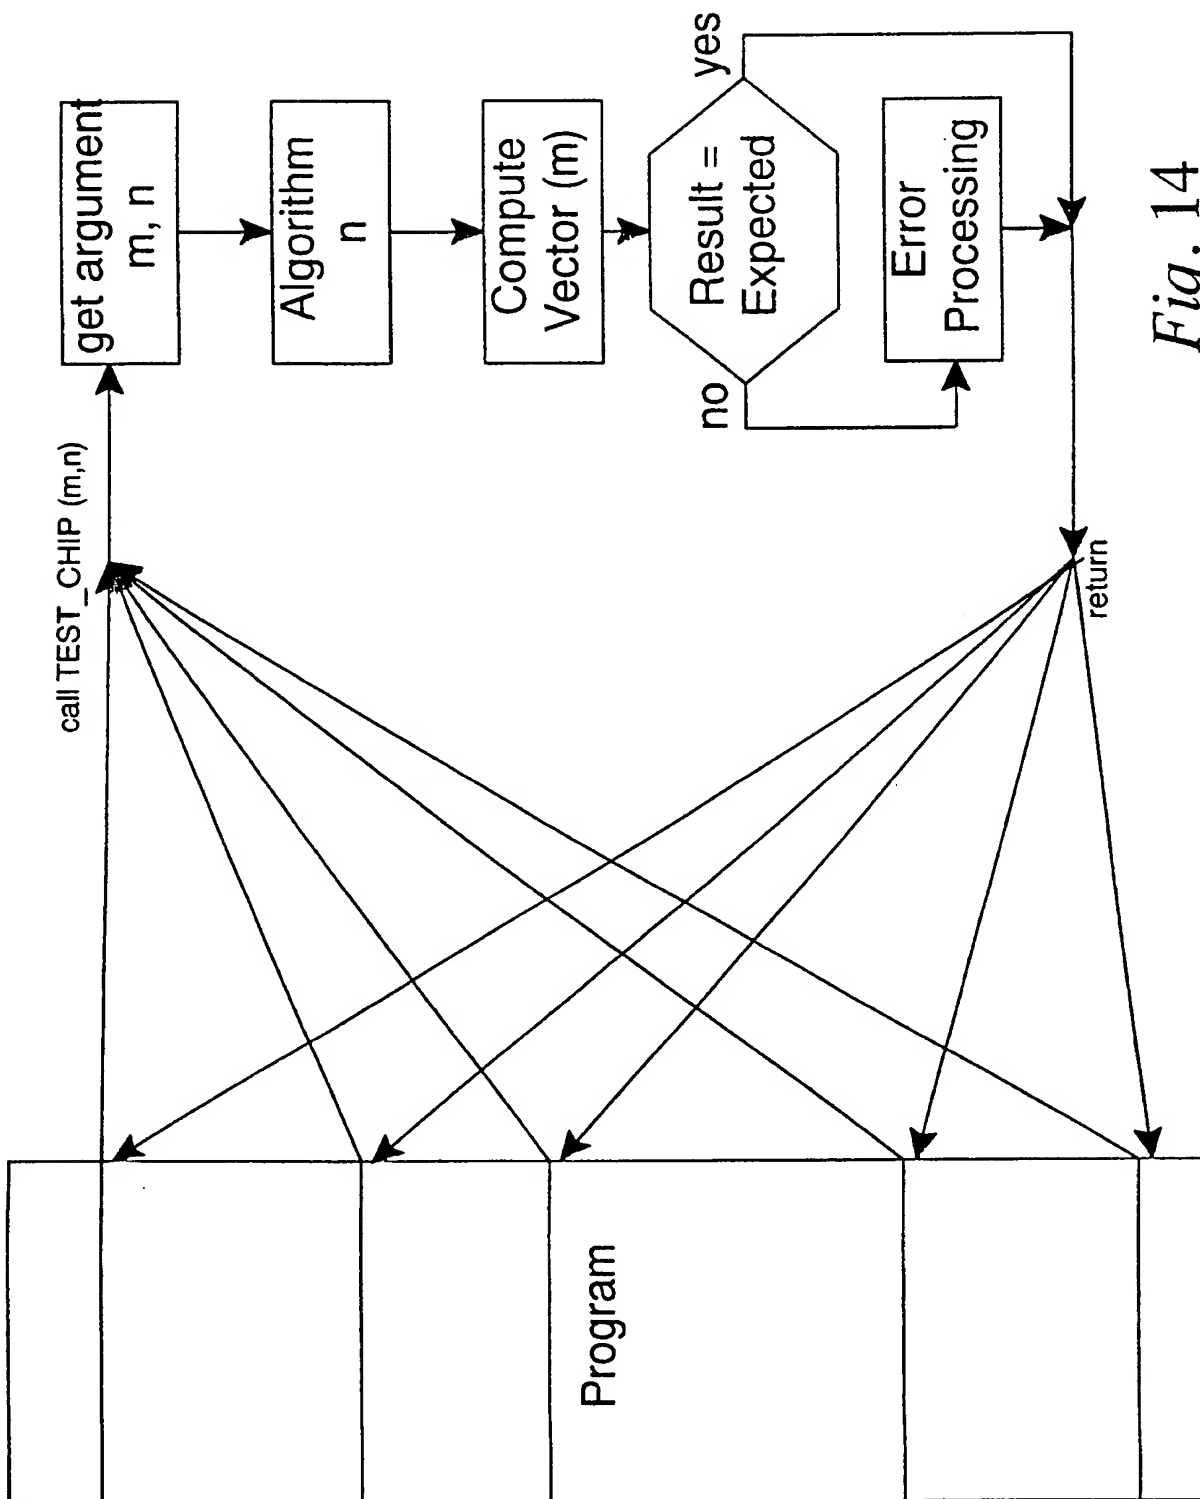 call TEST_CHIP (m,n)
get argument
m, n
Algorithm
n
Compute
Vector (m)
Result =
Expected
yes
no
Error
Processing
return
Program
Fig. 14